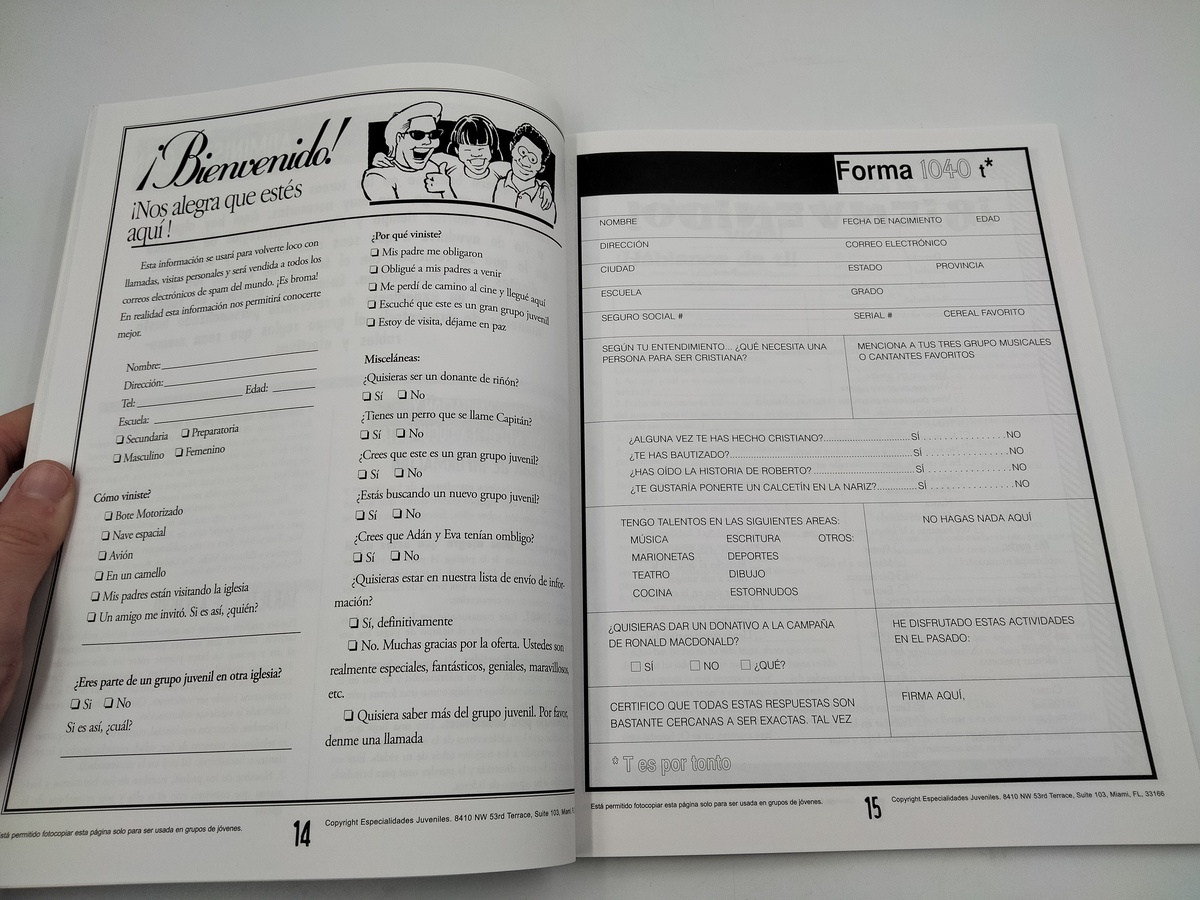 ¡Bienvenido!
¡Nos alegra que estés
aquí !
Esta información se usará para volverte loco con
llamadas, visitas personales y será vendida a todos los
correos electrónicos de spam del mundo. ¡Es broma!
En realidad esta información nos permitirá conocerte
mejor.
Nombre:
Dirección:
Tel: Edad:
Escuela:
❏ Secundaria ❏ Preparatoria
❏ Masculino ❏ Femenino
Cómo viniste?
❏ Bote Motorizado
❏ Nave espacial
❏ Avión
❏ En un camello
❏ Mis padres están visitando la iglesia
❏ Un amigo me invitó. Si es así, ¿quién?
¿Eres parte de un grupo juvenil en otra iglesia?
❏ Si ❏ No
Si es así, ¿cuál?
¿Por qué viniste?
❏ Mis padre me obligaron
❏ Obligué a mis padres a venir
❏ Me perdí de camino al cine y llegué aquí
❏ Escuché que este es un gran grupo juvenil
❏ Estoy de visita, déjame en paz
Misceláneas:
¿Quisieras ser un donante de riñón?
❏ Sí ❏ No
¿Tienes un perro que se llame Capitán?
❏ Sí ❏ No
¿Crees que este es un gran grupo juvenil?
❏ Sí ❏ No
¿Estás buscando un nuevo grupo juvenil?
❏ Sí ❏ No
¿Crees que Adán y Eva tenían ombligo?
❏ Sí ❏ No
¿Quisieras estar en nuestra lista de envío de infor-
mación?
❏ Sí, definitivamente
❏ No. Muchas gracias por la oferta. Ustedes son
realmente especiales, fantásticos, geniales, maravillosos,
etc.
❏ Quisiera saber más del grupo juvenil. Por favor,
denme una llamada
Está permitido fotocopiar esta página solo para ser usada en grupos de jóvenes.
14
Copyright Especialidades Juveniles. 8410 NW 53rd Terrace, Suite 103, Miami
Forma 1040 t*
NOMBRE FECHA DE NACIMIENTO EDAD
DIRECCIÓN CORREO ELECTRÓNICO
CIUDAD ESTADO PROVINCIA
ESCUELA GRADO
SEGURO SOCIAL # SERIAL # CEREAL FAVORITO
SEGÚN TU ENTENDIMIENTO... ¿QUÉ NECESITA UNA
PERSONA PARA SER CRISTIANA?
MENCIONA A TUS TRES GRUPO MUSICALES
O CANTANTES FAVORITOS
¿ALGUNA VEZ TE HAS HECHO CRISTIANO?..............................SÍ . . . . . . . . . . . . . . .NO
¿TE HAS BAUTIZADO?..............................................................SÍ . . . . . . . . . . . . . . .NO
¿HAS OÍDO LA HISTORIA DE ROBERTO? ..................................SÍ . . . . . . . . . . . . . . .NO
¿TE GUSTARÍA PONERTE UN CALCETÍN EN LA NARIZ?..............SÍ . . . . . . . . . . . . . . .NO
TENGO TALENTOS EN LAS SIGUIENTES AREAS:
MÚSICA ESCRITURA OTROS:
MARIONETAS DEPORTES
TEATRO DIBUJO
COCINA ESTORNUDOS
NO HAGAS NADA AQUÍ
¿QUISIERAS DAR UN DONATIVO A LA CAMPAÑA
DE RONALD MACDONALD?
☐ SÍ ☐ NO ☐ ¿QUÉ?
HE DISFRUTADO ESTAS ACTIVIDADES
EN EL PASADO:
CERTIFICO QUE TODAS ESTAS RESPUESTAS SON
BASTANTE CERCANAS A SER EXACTAS. TAL VEZ
FIRMA AQUÍ,
* T es por tonto
Está permitido fotocopiar esta página solo para ser usada en grupos de jóvenes.
15
Copyright Especialidades Juveniles. 8410 NW 53rd Terrace, Suite 103, Miami, FL, 33166